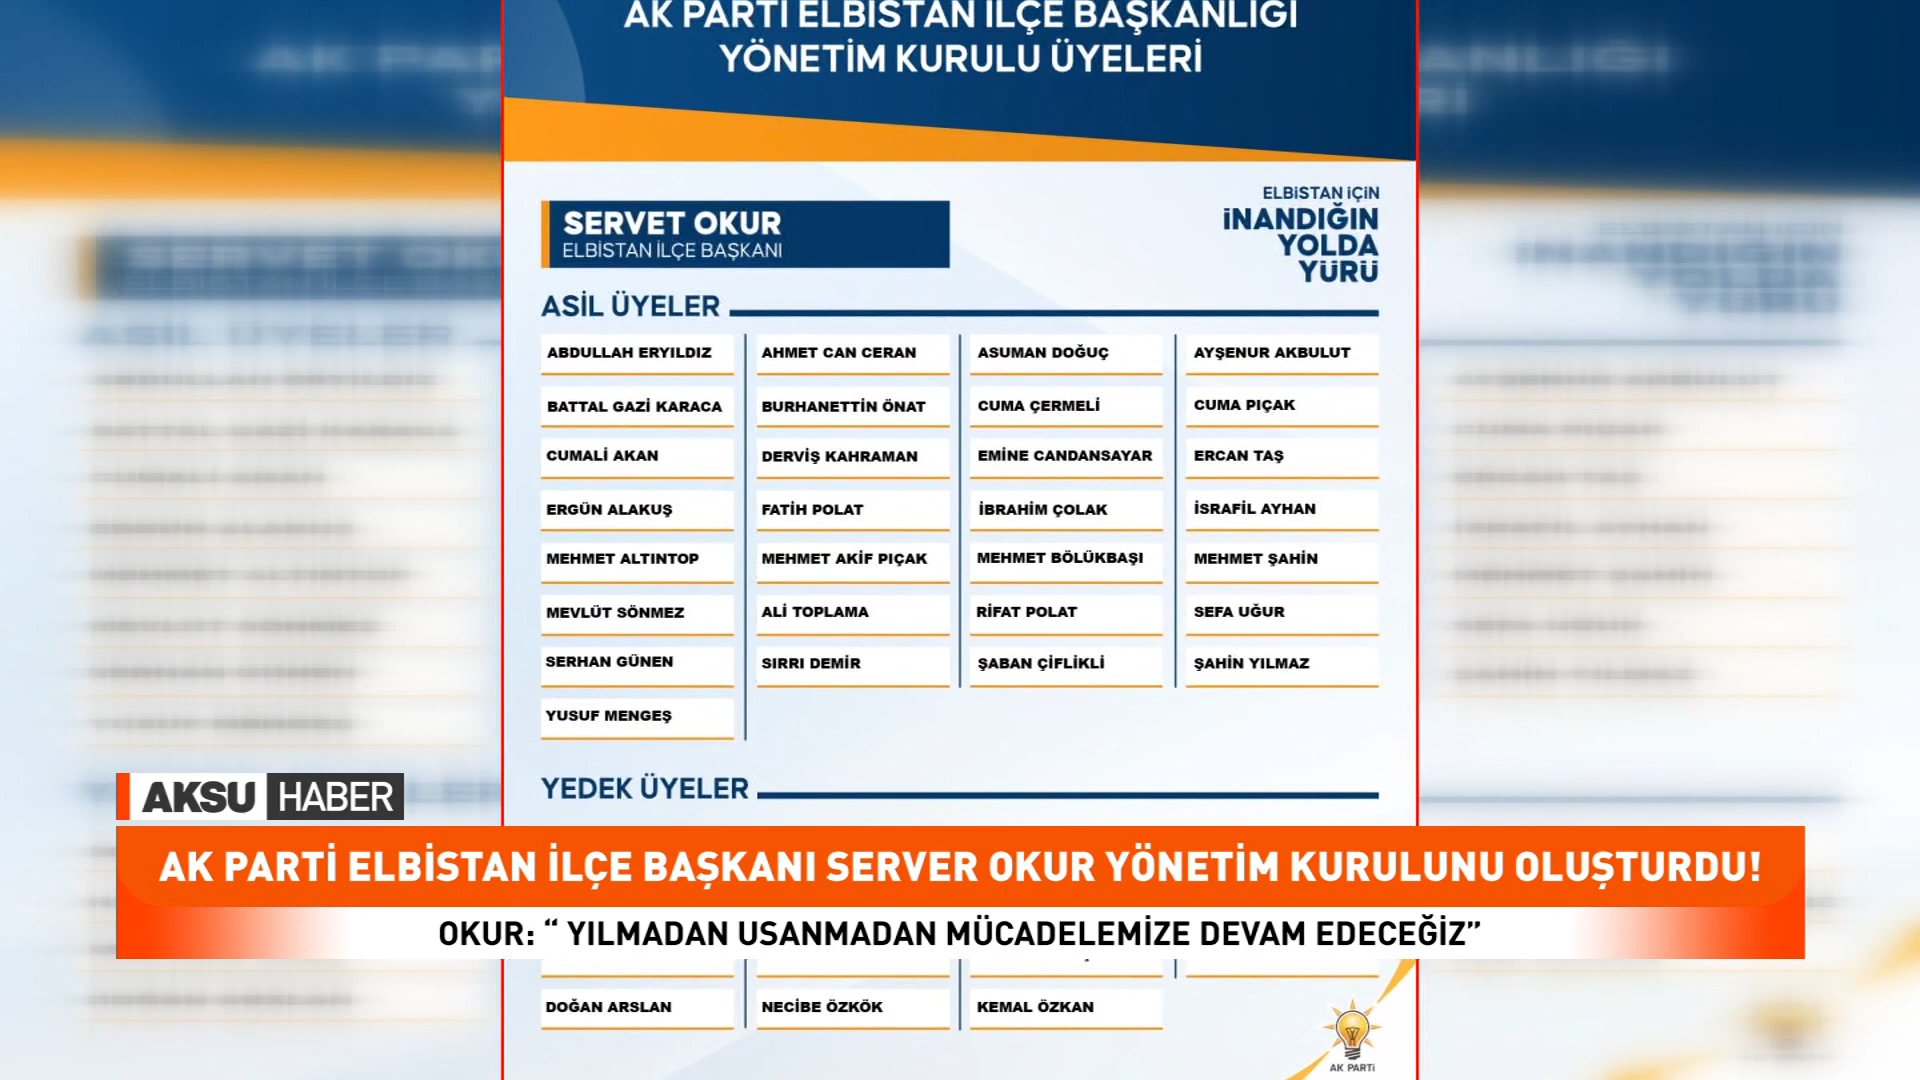 AK PARTİ ELBİSTAN İLÇE BAŞKANLIĞI
YÖNETİM KURULU ÜYELERİ
SERVET OKUR
ELBİSTAN İLÇE BAŞKANI
ELBİSTAN İÇİN
İNANDIĞIN
YOLDA
YÜRÜ
ASİL ÜYELER
ABDULLAH ERYILDIZ AHMET CAN CERAN ASUMAN DOĞUÇ AYŞENUR AKBULUT
BATTAL GAZİ KARACA BURHANETTİN ÖNAT CUMA ÇERMELİ CUMA PIÇAK
CUMALİ AKAN DERVİŞ KAHRAMAN EMİNE CANDANSAYAR ERCAN TAŞ
ERGÜN ALAKUŞ FATİH POLAT İBRAHİM ÇOLAK İSRAFİL AYHAN
MEHMET ALTINTOP MEHMET AKİF PIÇAK MEHMET BÖLÜKBAŞI MEHMET ŞAHİN
MEVLÜT SÖNMEZ ALİ TOPLAMA RİFAT POLAT SEFA UĞUR
SERHAN GÜNEN SIRRI DEMİR ŞABAN ÇİFLİKLİ ŞAHİN YILMAZ
YUSUF MENGEŞ
YEDEK ÜYELER
AKSU HABER
AK PARTİ ELBİSTAN İLÇE BAŞKANI SERVER OKUR YÖNETİM KURULUNU OLUŞTURDU!
OKUR: “ YILMADAN USANMADAN MÜCADELEMİZE DEVAM EDECEĞİZ”
DOĞAN ARSLAN NECİBE ÖZKÖK KEMAL ÖZKAN
AK PARTİ